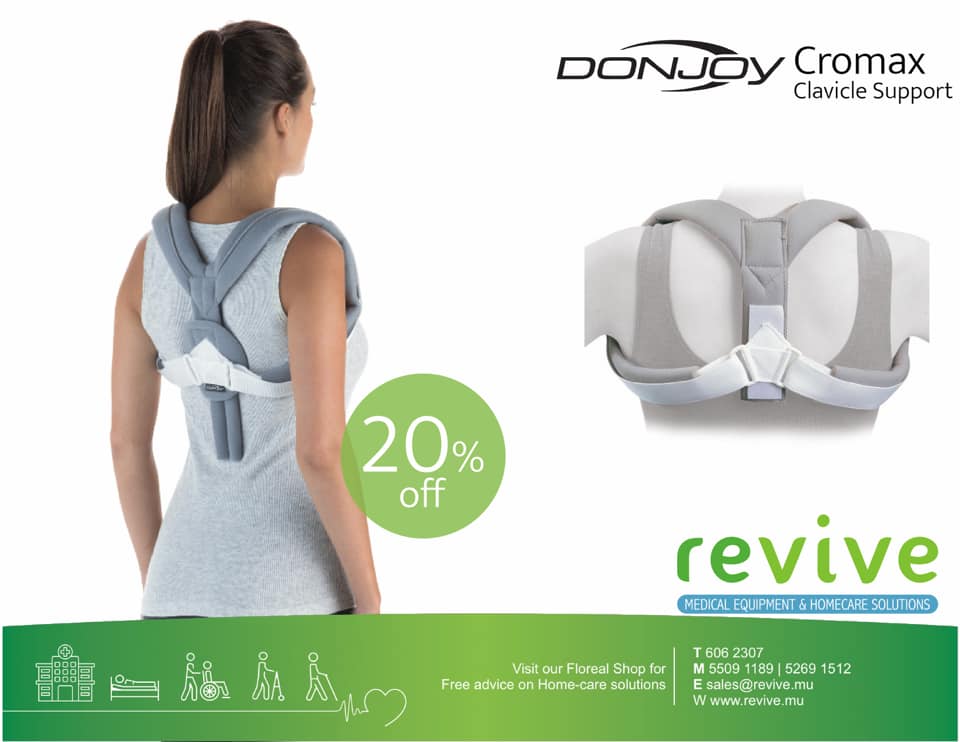 DONJOY Cromax
Clavicle Support
DONJOY
20%
off
revive
MEDICAL EQUIPMENT & HOMECARE SOLUTIONS
Visit our Floreal Shop for
Free advice on Home-care solutions
T 606 2307
M 5509 1189 | 5269 1512
E sales@revive.mu
W www.revive.mu